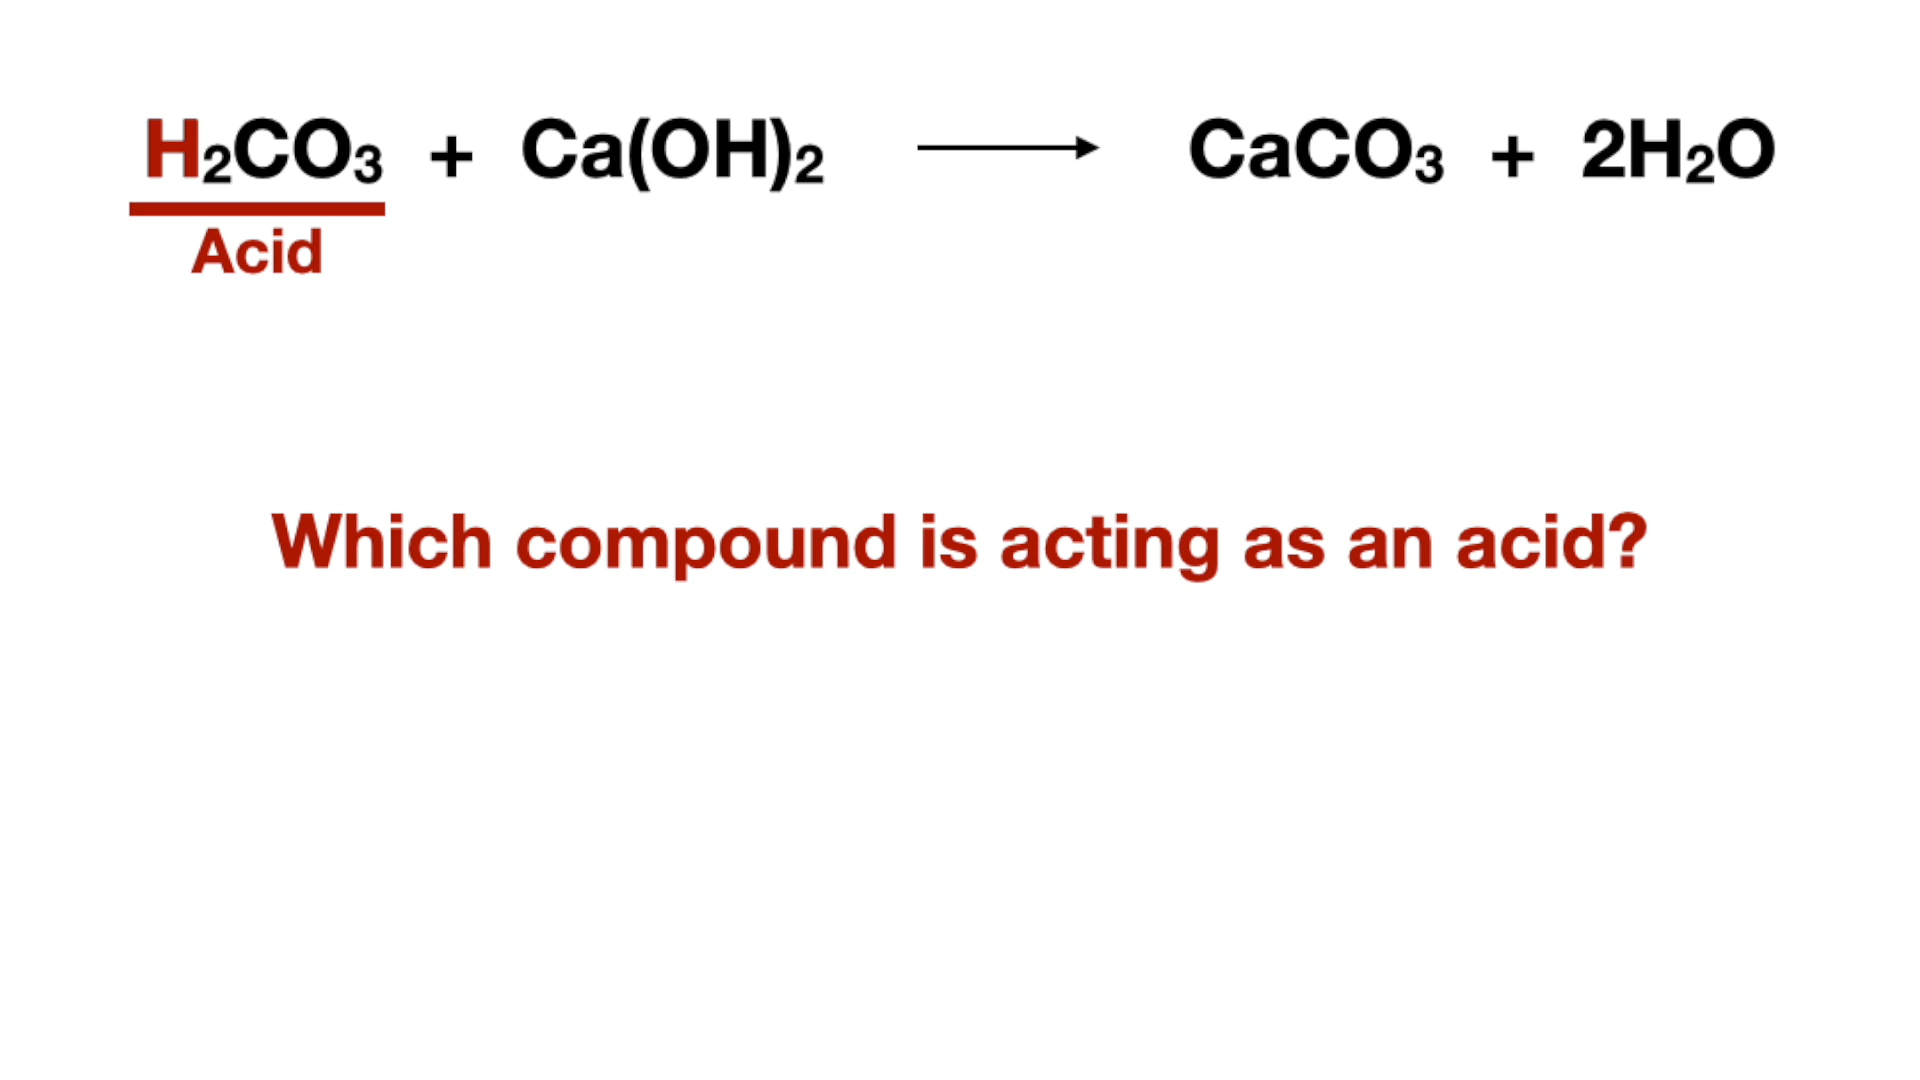 H₂CO₃ + Ca(OH)₂ ⟶ CaCO₃ + 2H₂O
Acid
Which compound is acting as an acid?